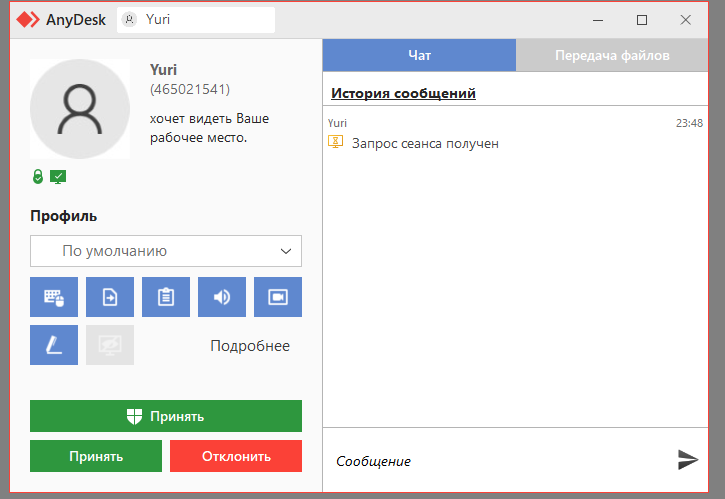 AnyDesk
Yuri
Yuri
(465021541)
хочет видеть Ваше
рабочее место.
Профиль
По умолчанию
Подробнее
Принять
Принять
Отклонить
Чат
Передача файлов
История сообщений
Yuri
23:48
Запрос сеанса получен
Сообщение